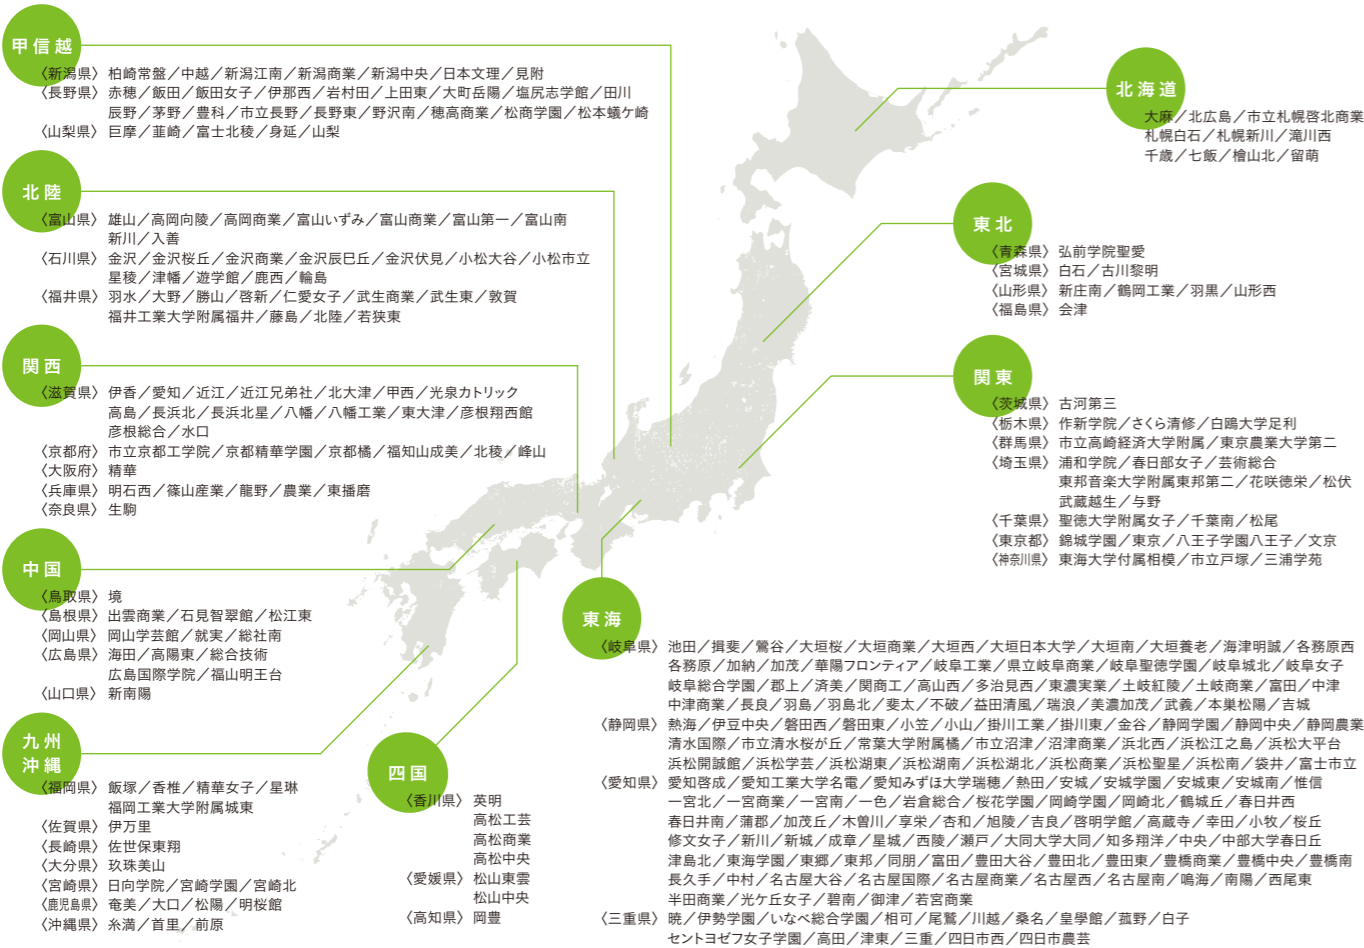 甲信越
〈新潟県〉 柏崎常盤／中越／新潟江南／新潟商業／新潟中央／日本文理／見附
〈長野県〉 赤穂／飯田／飯田女子／伊那西／岩村田／上田東／大町岳陽／塩尻志学館／田川
辰野／茅野／豊科／市立長野／長野東／野沢南／穂高商業／松商学園／松本蟻ケ崎
〈山梨県〉 巨摩／韮崎／富士北稜／身延／山梨
北陸
〈富山県〉 雄山／高岡向陵／高岡商業／富山いずみ／富山商業／富山第一／富山南
新川／入善
〈石川県〉 金沢／金沢桜丘／金沢商業／金沢辰巳丘／金沢伏見／小松大谷／小松市立
星稜／津幡／遊学館／鹿西／輪島
〈福井県〉 羽水／大野／勝山／啓新／仁愛女子／武生商業／武生東／敦賀
福井工業大学附属福井／藤島／北陸／若狭東
関西
〈滋賀県〉 伊香／愛知／近江／近江兄弟社／北大津／甲西／光泉カトリック
高島／長浜北／長浜北星／八幡／八幡工業／東大津／彦根翔西館
彦根総合／水口
〈京都府〉 市立京都工学院／京都精華学園／京都橘／福知山成美／北稜／峰山
〈大阪府〉 精華
〈兵庫県〉 明石西／篠山産業／龍野／農業／東播磨
〈奈良県〉 生駒
中国
〈鳥取県〉 境
〈島根県〉 出雲商業／石見智翠館／松江東
〈岡山県〉 岡山学芸館／就実／総社南
〈広島県〉 海田／高陽東／総合技術
広島国際学院／福山明王台
〈山口県〉 新南陽
九州
沖縄
〈福岡県〉 飯塚／香椎／精華女子／星琳
福岡工業大学附属城東
〈佐賀県〉 伊万里
〈長崎県〉 佐世保東翔
〈大分県〉 玖珠美山
〈宮崎県〉 日向学院／宮崎学園／宮崎北
〈鹿児島県〉 奄美／大口／松陽／明桜館
〈沖縄県〉 糸満／首里／前原
四国
〈香川県〉 英明
高松工芸
高松商業
高松中央
〈愛媛県〉 松山東雲
松山中央
〈高知県〉 岡豊
北海道
大麻／北広島／市立札幌啓北商業
札幌白石／札幌新川／滝川西
千歳／七飯／檜山北／留萌
東北
〈青森県〉 弘前学院聖愛
〈宮城県〉 白石／古川黎明
〈山形県〉 新庄南／鶴岡工業／羽黒／山形西
〈福島県〉 会津
関東
〈茨城県〉 古河第三
〈栃木県〉 作新学院／さくら清修／白鴎大学足利
〈群馬県〉 市立高崎経済大学附属／東京農業大学第二
〈埼玉県〉 浦和学院／春日部女子／芸術総合
東邦音楽大学附属東邦第二／花咲徳栄／松伏
武蔵越生／与野
〈千葉県〉 聖徳大学附属女子／千葉南／松尾
〈東京都〉 錦城学園／東京／八王子学園八王子／文京
〈神奈川県〉 東海大学付属相模／市立戸塚／三浦学苑
東海
〈岐阜県〉 池田／揖斐／鶯谷／大垣桜／大垣商業／大垣西／大垣日本大学／大垣南／大垣養老／海津明誠／各務原西
各務原／加納／加茂／華陽フロンティア／岐阜工業／県立岐阜商業／岐阜聖徳学園／岐阜城北／岐阜女子
岐阜総合学園／郡上／済美／関商工／高山西／多治見西／東濃実業／土岐紅陵／土岐商業／富田／中津
中津商業／長良／羽島／羽島北／斐太／不破／益田清風／瑞浪／美濃加茂／武義／本巣松陽／吉城
〈静岡県〉 熱海／伊豆中央／磐田西／磐田東／小笠／小山／掛川工業／掛川東／金谷／静岡学園／静岡中央／静岡農業
清水国際／市立清水桜が丘／常葉大学附属橘／市立沼津／沼津商業／浜北西／浜松江之島／浜松大平台
浜松開誠館／浜松学芸／浜松湖東／浜松湖南／浜松湖北／浜松商業／浜松聖星／浜松南／袋井／富士市立
〈愛知県〉 愛知啓成／愛知工業大学名電／愛知みずほ大学瑞穂／熱田／安城／安城学園／安城東／安城南／惟信
一宮北／一宮商業／一宮南／一色／岩倉総合／桜花学園／岡崎学園／岡崎北／鶴城丘／春日井西
春日井南／蒲郡／加茂丘／木曽川／享栄／杏和／旭陵／吉良／啓明学館／高蔵寺／幸田／小牧／桜丘
修文女子／新川／新城／成章／星城／西陵／瀬戸／大同大学大同／知多翔洋／中央／中部大学春日丘
津島北／東海学園／東郷／東邦／同朋／富田／豊田大谷／豊田北／豊田東／豊橋商業／豊橋中央／豊橋南
長久手／中村／名古屋大谷／名古屋国際／名古屋商業／名古屋西／名古屋南／鳴海／南陽／西尾東
半田商業／光ケ丘女子／碧南／御津／若宮商業
〈三重県〉 暁／伊勢学園／いなべ総合学園／相可／尾鷲／川越／桑名／皇學館／菰野／白子
セントヨゼフ女子学園／高田／津東／三重／四日市西／四日市農芸